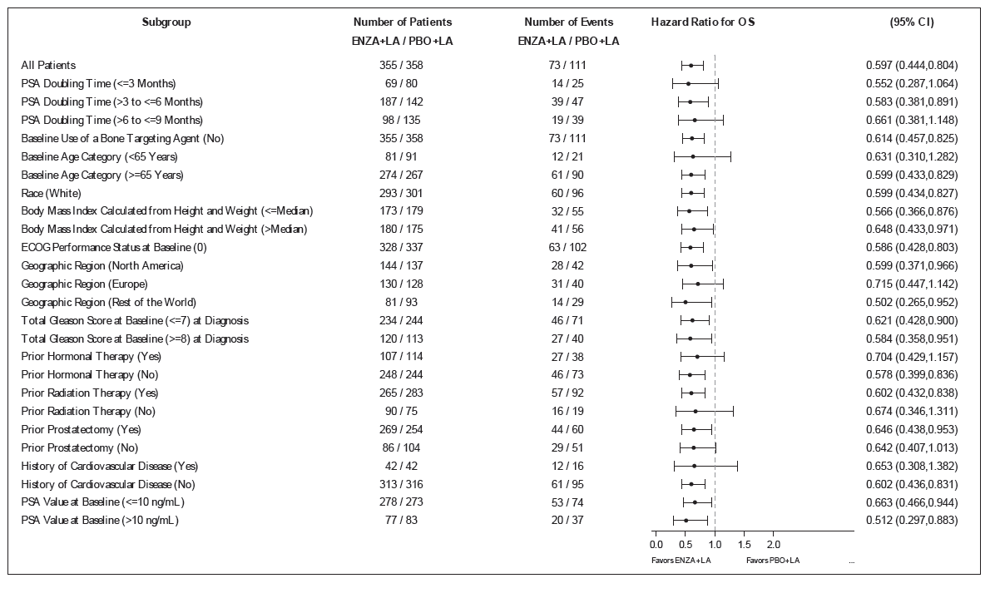 Subgroup Number of Patients Number of Events Hazard Ratio for OS (95% CI)
ENZA+LA / PBO+LA ENZA+LA / PBO+LA
All Patients 355 / 358 73 / 111 0.597 (0.444,0.804)
PSA Doubling Time (<=3 Months) 69 / 80 14 / 25 0.552 (0.287,1.064)
PSA Doubling Time (>3 to <=6 Months) 187 / 142 39 / 47 0.583 (0.381,0.891)
PSA Doubling Time (>6 to <=9 Months) 98 / 135 19 / 39 0.661 (0.381,1.148)
Baseline Use of a Bone Targeting Agent (No) 355 / 358 73 / 111 0.614 (0.457,0.825)
Baseline Age Category (<65 Years) 81 / 91 12 / 21 0.631 (0.310,1.282)
Baseline Age Category (>=65 Years) 274 / 267 61 / 90 0.599 (0.433,0.829)
Race (White) 293 / 301 60 / 96 0.599 (0.434,0.827)
Body Mass Index Calculated from Height and Weight (<=Median) 173 / 179 32 / 55 0.566 (0.366,0.876)
Body Mass Index Calculated from Height and Weight (>Median) 180 / 175 41 / 56 0.648 (0.433,0.971)
ECOG Performance Status at Baseline (0) 328 / 337 63 / 102 0.586 (0.428,0.803)
Geographic Region (North America) 144 / 137 28 / 42 0.599 (0.371,0.966)
Geographic Region (Europe) 130 / 128 31 / 40 0.715 (0.447,1.142)
Geographic Region (Rest of the World) 81 / 93 14 / 29 0.502 (0.265,0.952)
Total Gleason Score at Baseline (<=7) at Diagnosis 234 / 244 46 / 71 0.621 (0.428,0.900)
Total Gleason Score at Baseline (>=8) at Diagnosis 120 / 113 27 / 40 0.584 (0.358,0.951)
Prior Hormonal Therapy (Yes) 107 / 114 27 / 38 0.704 (0.429,1.157)
Prior Hormonal Therapy (No) 248 / 244 46 / 73 0.578 (0.399,0.836)
Prior Radiation Therapy (Yes) 265 / 283 57 / 92 0.602 (0.432,0.838)
Prior Radiation Therapy (No) 90 / 75 16 / 19 0.674 (0.346,1.311)
Prior Prostatectomy (Yes) 269 / 254 44 / 60 0.646 (0.438,0.953)
Prior Prostatectomy (No) 86 / 104 29 / 51 0.642 (0.407,1.013)
History of Cardiovascular Disease (Yes) 42 / 42 12 / 16 0.653 (0.308,1.382)
History of Cardiovascular Disease (No) 313 / 316 61 / 95 0.602 (0.436,0.831)
PSA Value at Baseline (<=10 ng/mL) 278 / 273 53 / 74 0.663 (0.466,0.944)
PSA Value at Baseline (>10 ng/mL) 77 / 83 20 / 37 0.512 (0.297,0.883)
0.0 0.5 1.0 1.5 2.0
Favors ENZA+LA Favors PBO+LA ...